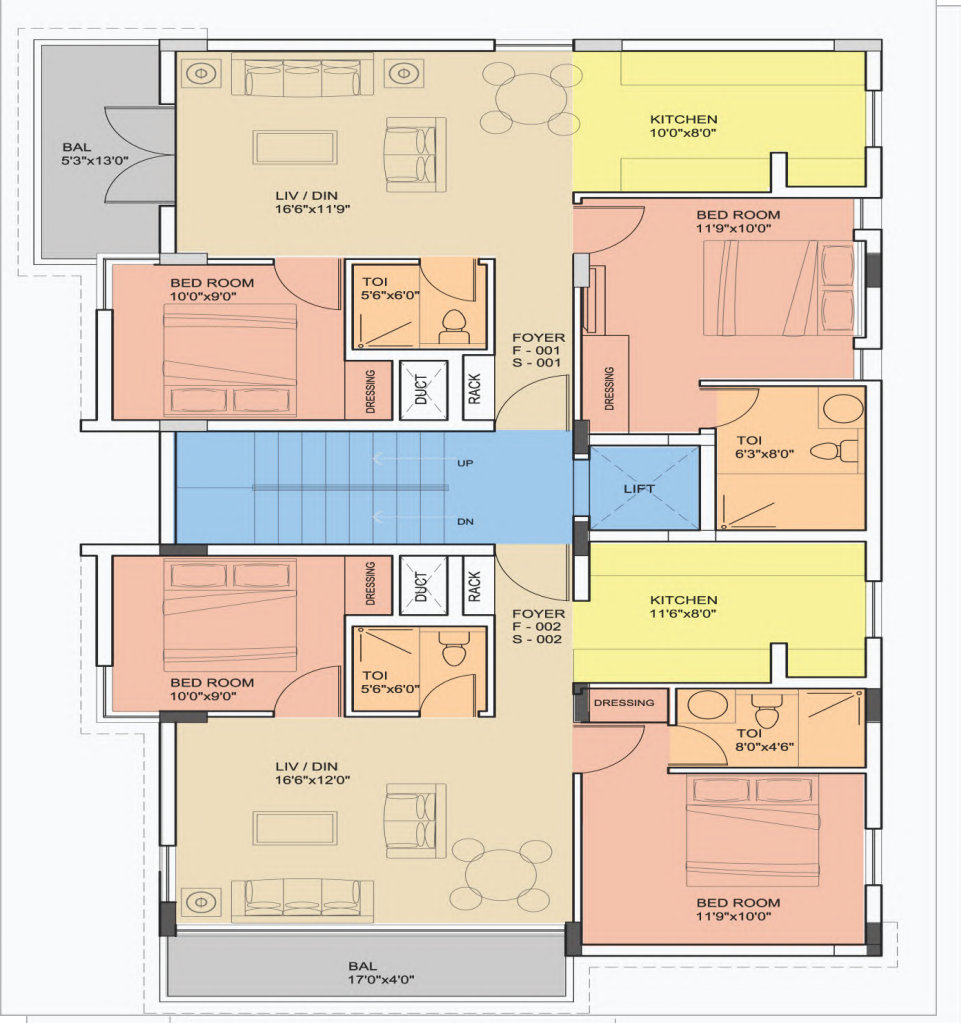 KITCHEN
10'0"x8'0"
BAL
5'3"x13'0"
LIV / DIN
16'6"x11'9"
BED ROOM
11'9"x10'0"
BED ROOM
10'0"x9'0"
TOI
5'6"x6'0"
FOYER
F - 001
S - 001
DRESSING
DUCT
RACK
DRESSING
TOI
6'3"x8'0"
UP
LIFT
DN
DRESSING
DUCT
RACK
KITCHEN
11'6"x8'0"
FOYER
F - 002
S - 002
BED ROOM
10'0"x9'0"
TOI
5'6"x6'0"
DRESSING
TOI
8'0"x4'6"
LIV / DIN
16'6"x12'0"
BED ROOM
11'9"x10'0"
BAL
17'0"x4'0"